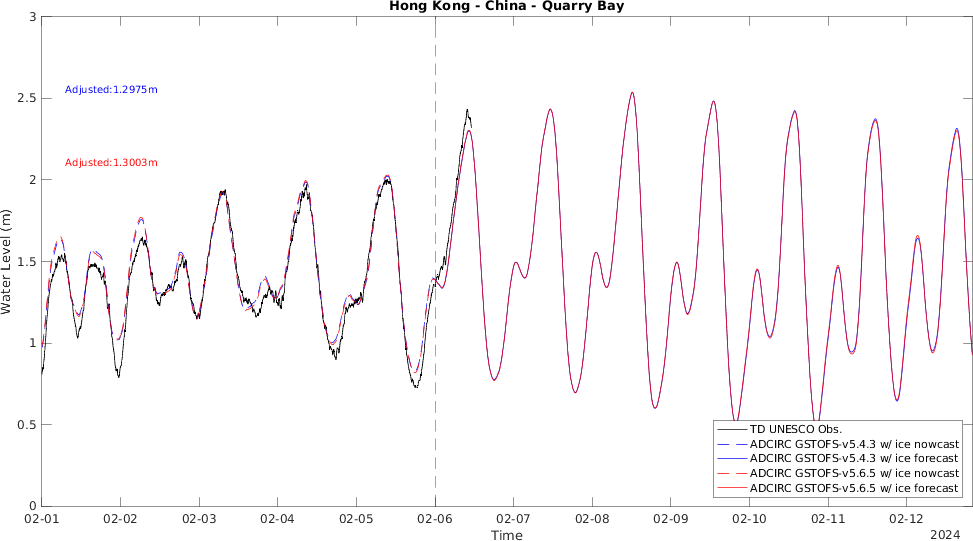 Hong Kong - China - Quarry Bay
3
2.5
2
1.5
1
0.5
0
Water Level (m)
Adjusted:1.2975m
Adjusted:1.3003m
TD UNESCO Obs.
ADCIRC GSTOFS-v5.4.3 w/ ice nowcast
ADCIRC GSTOFS-v5.4.3 w/ ice forecast
ADCIRC GSTOFS-v5.6.5 w/ ice nowcast
ADCIRC GSTOFS-v5.6.5 w/ ice forecast
02-01 02-02 02-03 02-04 02-05 02-06 02-07 02-08 02-09 02-10 02-11 02-12
Time
2024